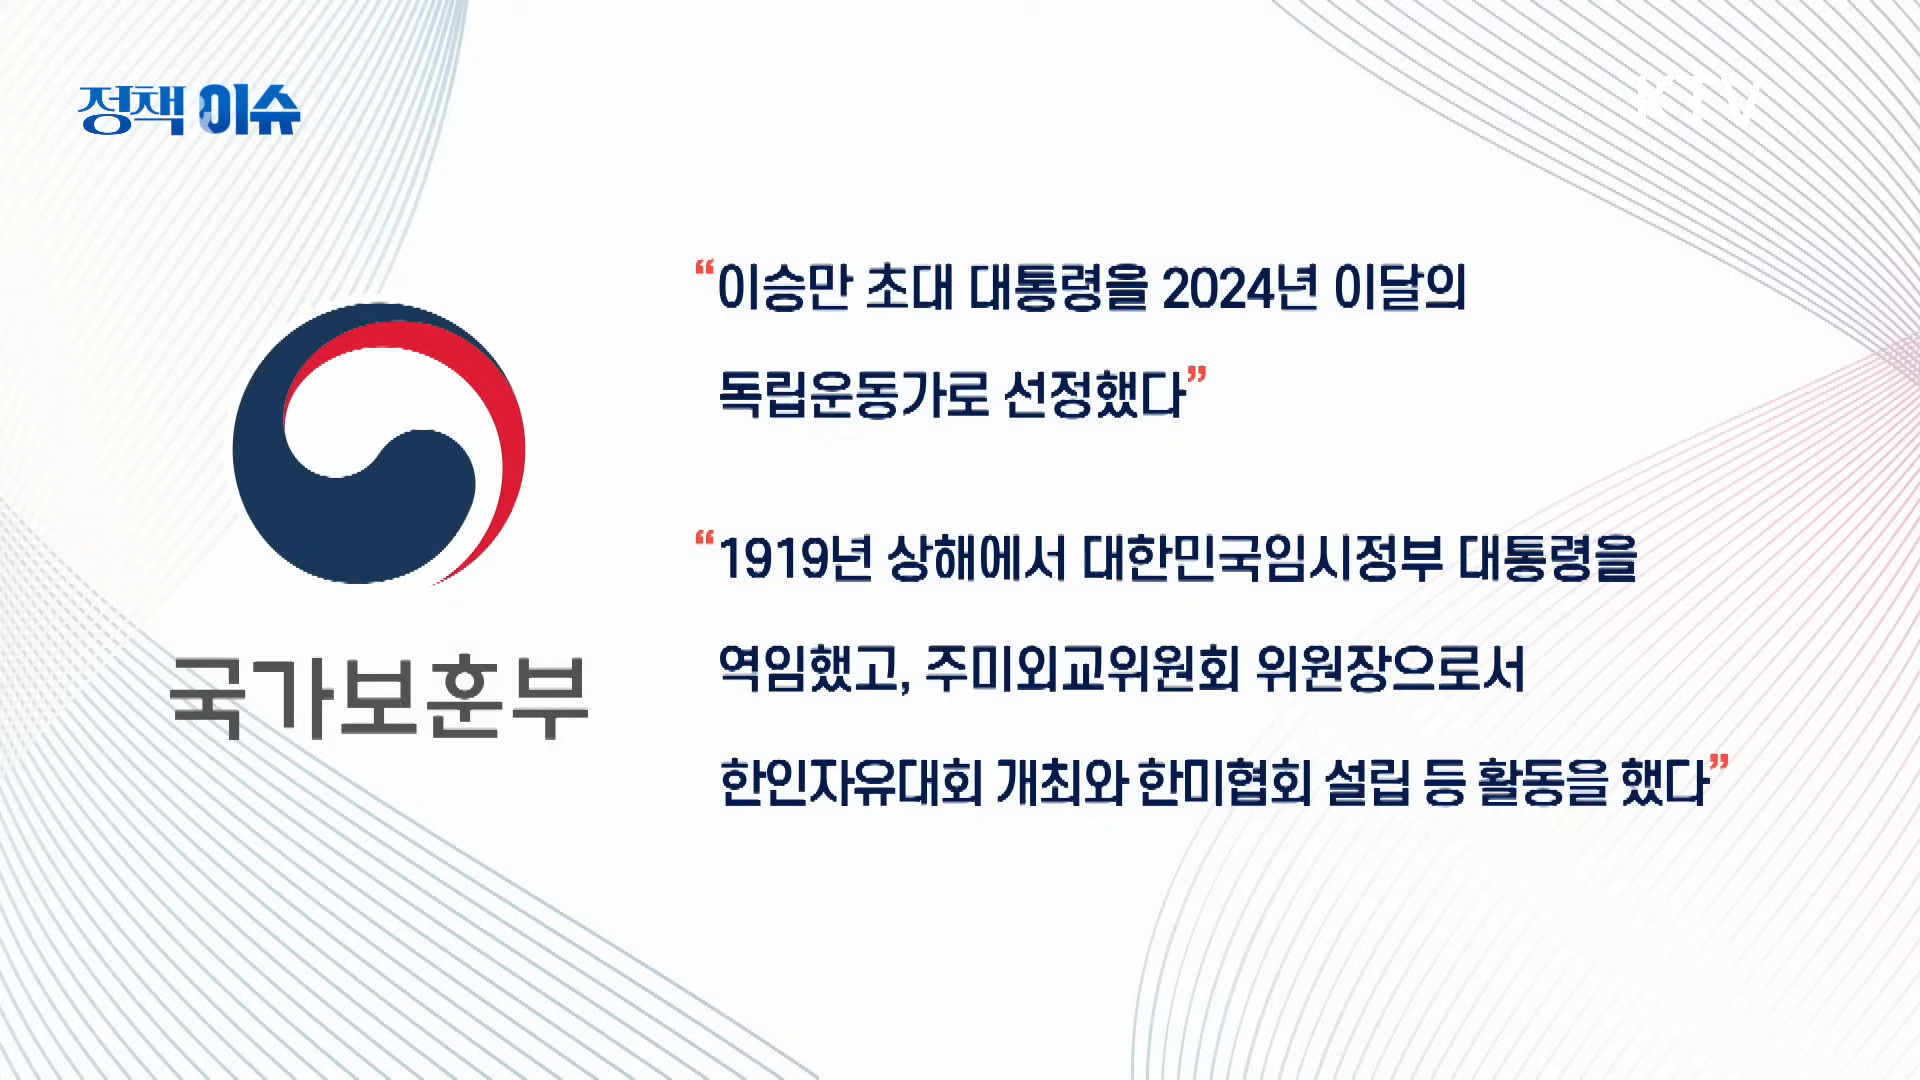 정책 이슈
KTV
“이승만 초대 대통령을 2024년 이달의
독립운동가로 선정했다”
“1919년 상해에서 대한민국임시정부 대통령을
역임했고, 주미외교위원회 위원장으로서
한인자유대회 개최와 한미협회 설립 등 활동을 했다”
국가보훈부